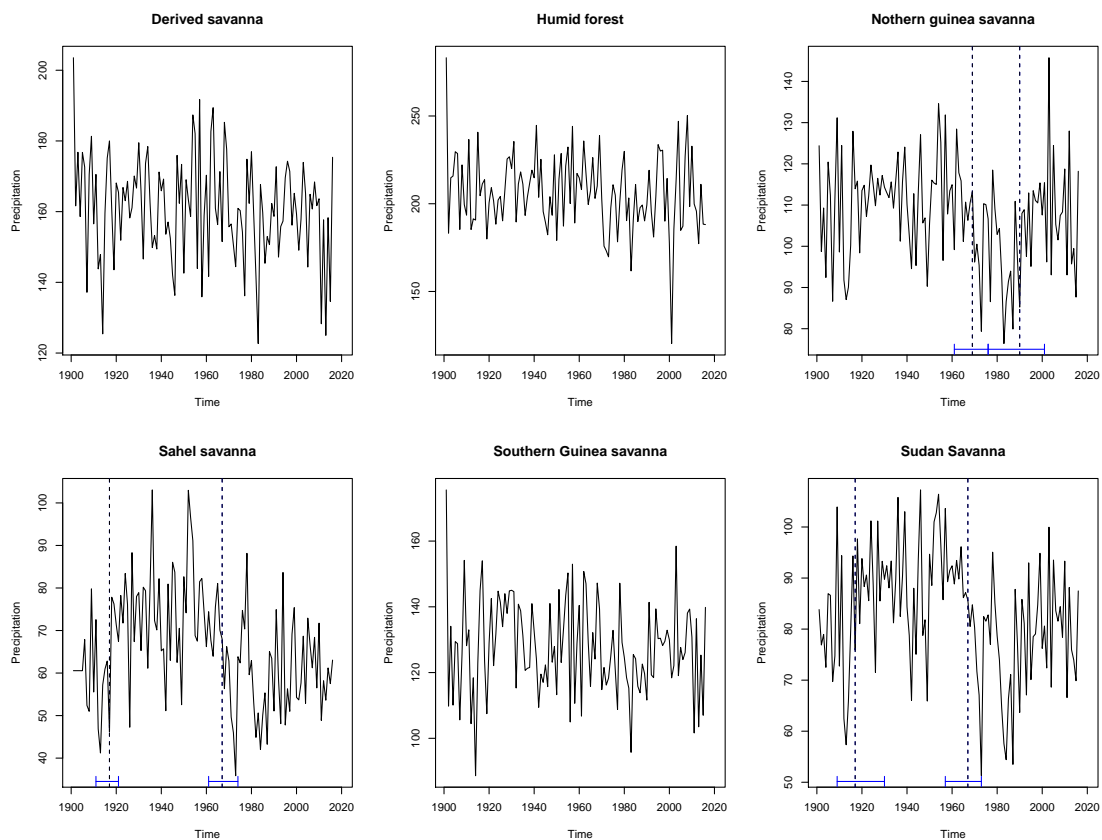 Derived savanna
Precipitation
200
180
160
140
120
1900 1920 1940 1960 1980 2000 2020
Time
Humid forest
Precipitation
250
200
150
1900 1920 1940 1960 1980 2000 2020
Time
Nothern guinea savanna
Precipitation
140
130
120
110
100
90
80
1900 1920 1940 1960 1980 2000 2020
Time
Sahel savanna
Precipitation
100
90
80
70
60
50
40
1900 1920 1940 1960 1980 2000 2020
Time
Southern Guinea savanna
Precipitation
160
140
120
100
1900 1920 1940 1960 1980 2000 2020
Time
Sudan Savanna
Precipitation
100
90
80
70
60
50
1900 1920 1940 1960 1980 2000 2020
Time